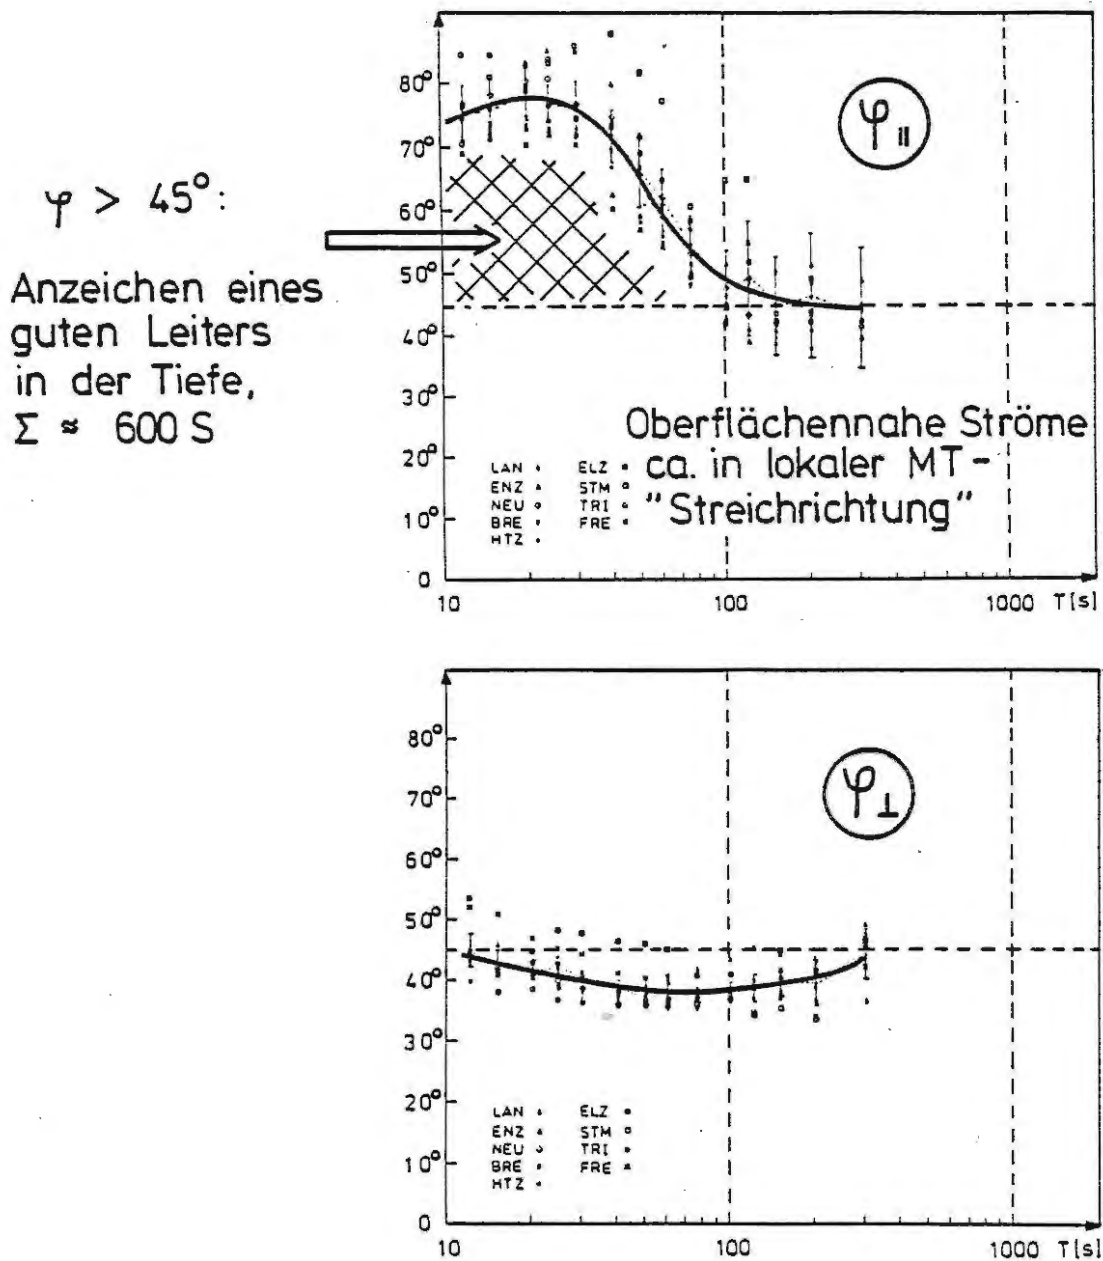 φ > 45°:
Anzeichen eines
guten Leiters
in der Tiefe,
Σ ≈ 600 S
80°
70°
60°
50°
40°
30°
20°
10°
0
φ ||
Oberflächennahe Ströme
ca. in lokaler MT-
"Streichrichtung"
LAN ELZ
ENZ STM
NEU TRI
BRE FRE
HTZ
10 100 1000 T[s]
80°
70°
60°
50°
40°
30°
20°
10°
0
φ ⊥
LAN ELZ
ENZ STM
NEU TRI
BRE FRE
HTZ
10 100 1000 T[s]